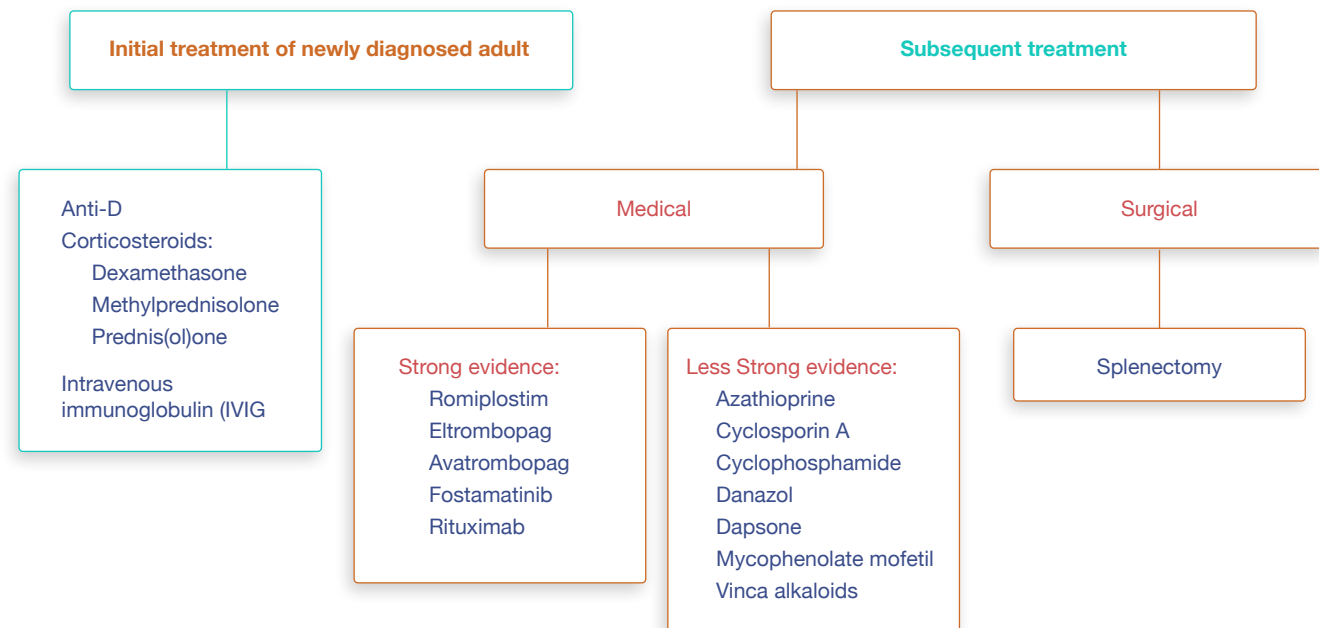 Initial treatment of newly diagnosed adult
Anti-D
Corticosteroids:
Dexamethasone
Methylprednisolone
Prednis(ol)one
Intravenous
immunoglobulin (IVIG
Subsequent treatment
Medical
Strong evidence:
Romiplostim
Eltrombopag
Avatrombopag
Fostamatinib
Rituximab
Less Strong evidence:
Azathioprine
Cyclosporin A
Cyclophosphamide
Danazol
Dapsone
Mycophenolate mofetil
Vinca alkaloids
Surgical
Splenectomy